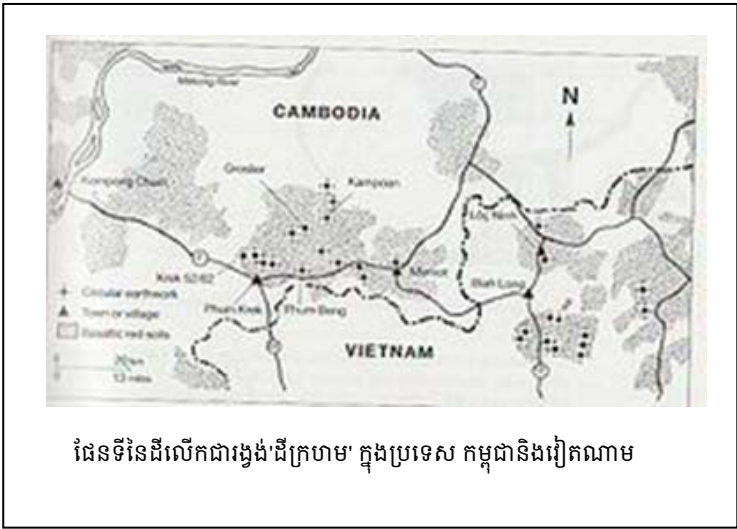 Mekong River
CAMBODIA
N
Groslier
Kampoan
Kompong Cham
Lôc Ninh
7
Krek 52/62
Memot
Circular earthwork
Binh Long
Town or village
Phum Krek
Phum Beng
Basaltic red soils
VIETNAM
20 km
12 miles
ផែនទីនៃដីលើកជារង្វង់'ដីក្រហម' ក្នុងប្រទេស កម្ពុជានិងវៀតណាម